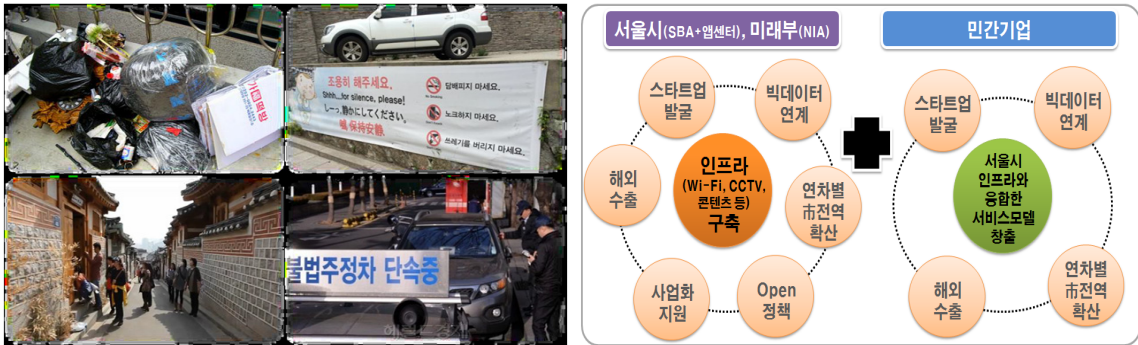 조용히 해주세요.
Shhh...for silence, please!
しーっ、静かにしてください。
嘘 保持安静.
담배피지 마세요.
노크하지 마세요.
쓰레기를 버리지 마세요.
불법주정차 단속중
서울시(SBA+앱센터), 미래부(NIA)
스타트업
발굴
빅데이터
연계
해외
수출
인프라
(Wi-Fi, CCTV,
콘텐츠 등)
구축
연차별
市전역
확산
사업화
지원
Open
정책
민간기업
스타트업
발굴
빅데이터
연계
서울시
인프라와
융합한
서비스모델
창출
해외
수출
연차별
市전역
확산